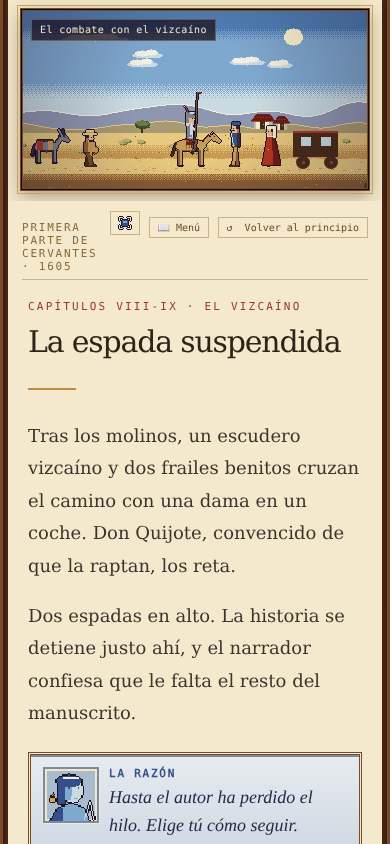 El combate con el vizcaíno
PRIMERA
PARTE DE
CERVANTES
· 1605
📖 Menú
↺ Volver al principio
CAPÍTULOS VIII-IX · EL VIZCAÍNO
La espada suspendida
Tras los molinos, un escudero
vizcaíno y dos frailes benitos cruzan
el camino con una dama en un
coche. Don Quijote, convencido de
que la raptan, los reta.
Dos espadas en alto. La historia se
detiene justo ahí, y el narrador
confiesa que le falta el resto del
manuscrito.
LA RAZÓN
Hasta el autor ha perdido el
hilo. Elige tú cómo seguir.